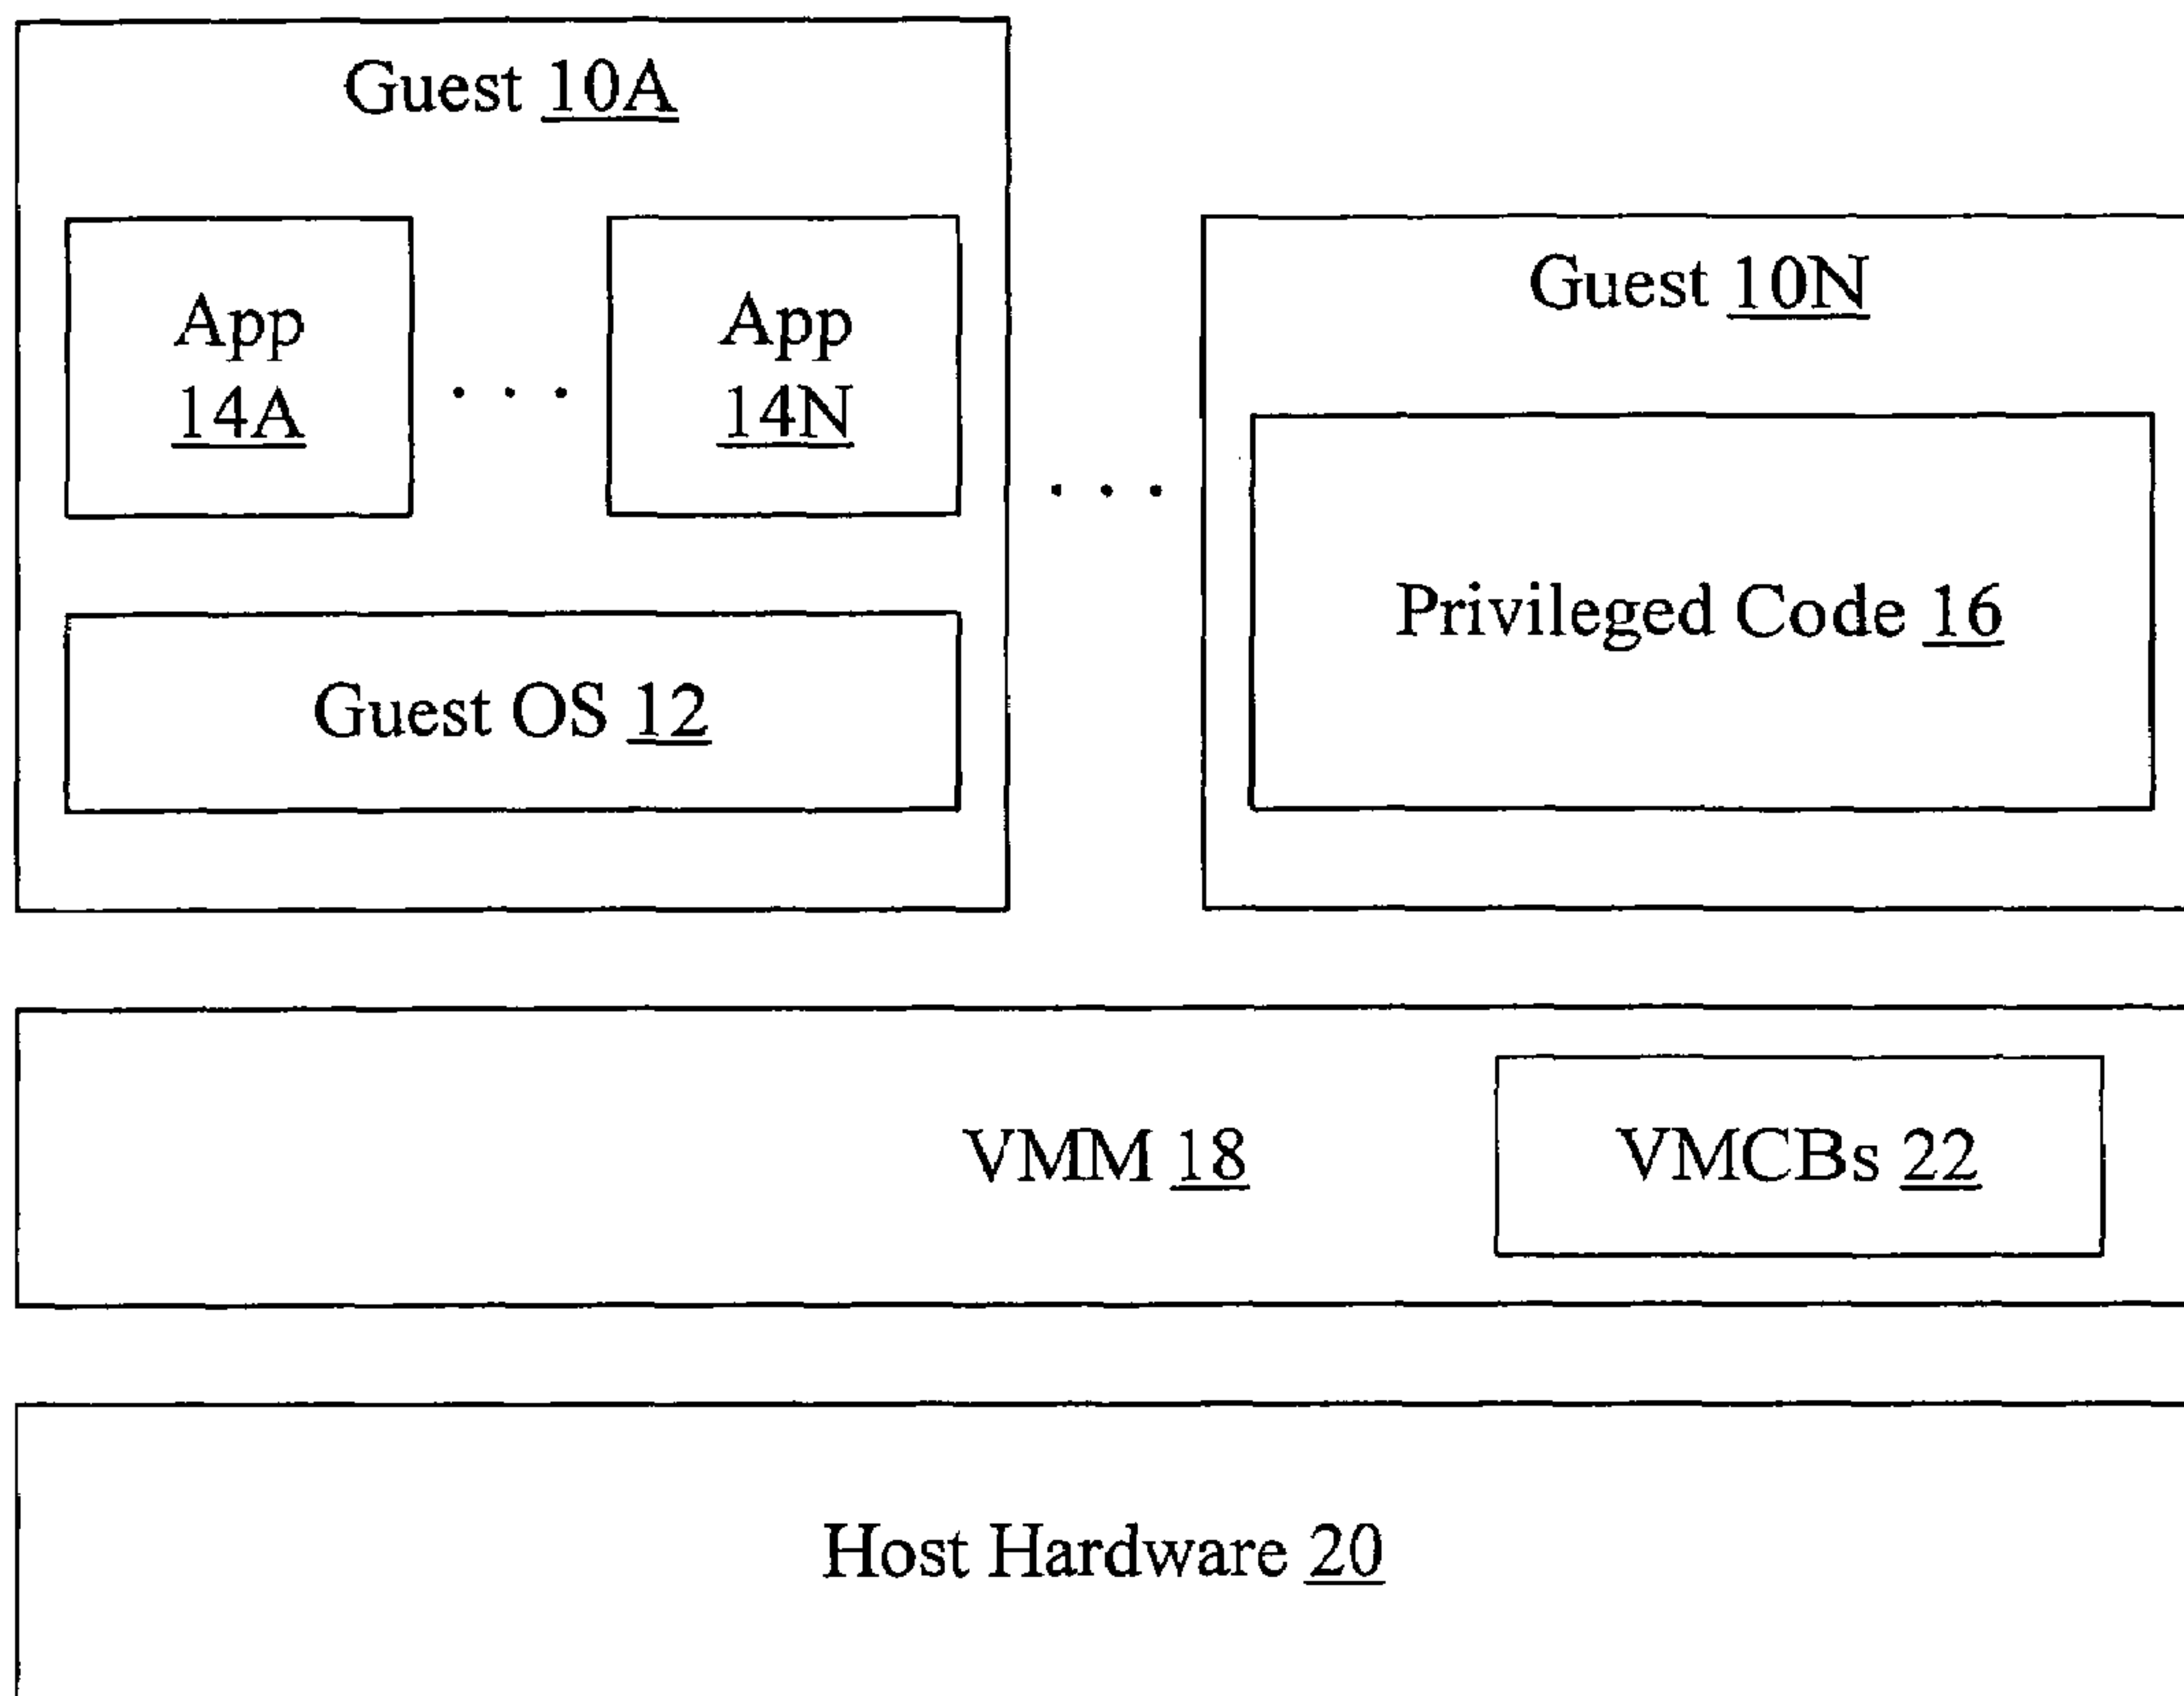 Guest 10A
App
14A
. . .
App
14N
Guest OS 12
. . .
Guest 10N
Privileged Code 16
VMM 18
VMCBs 22
Host Hardware 20